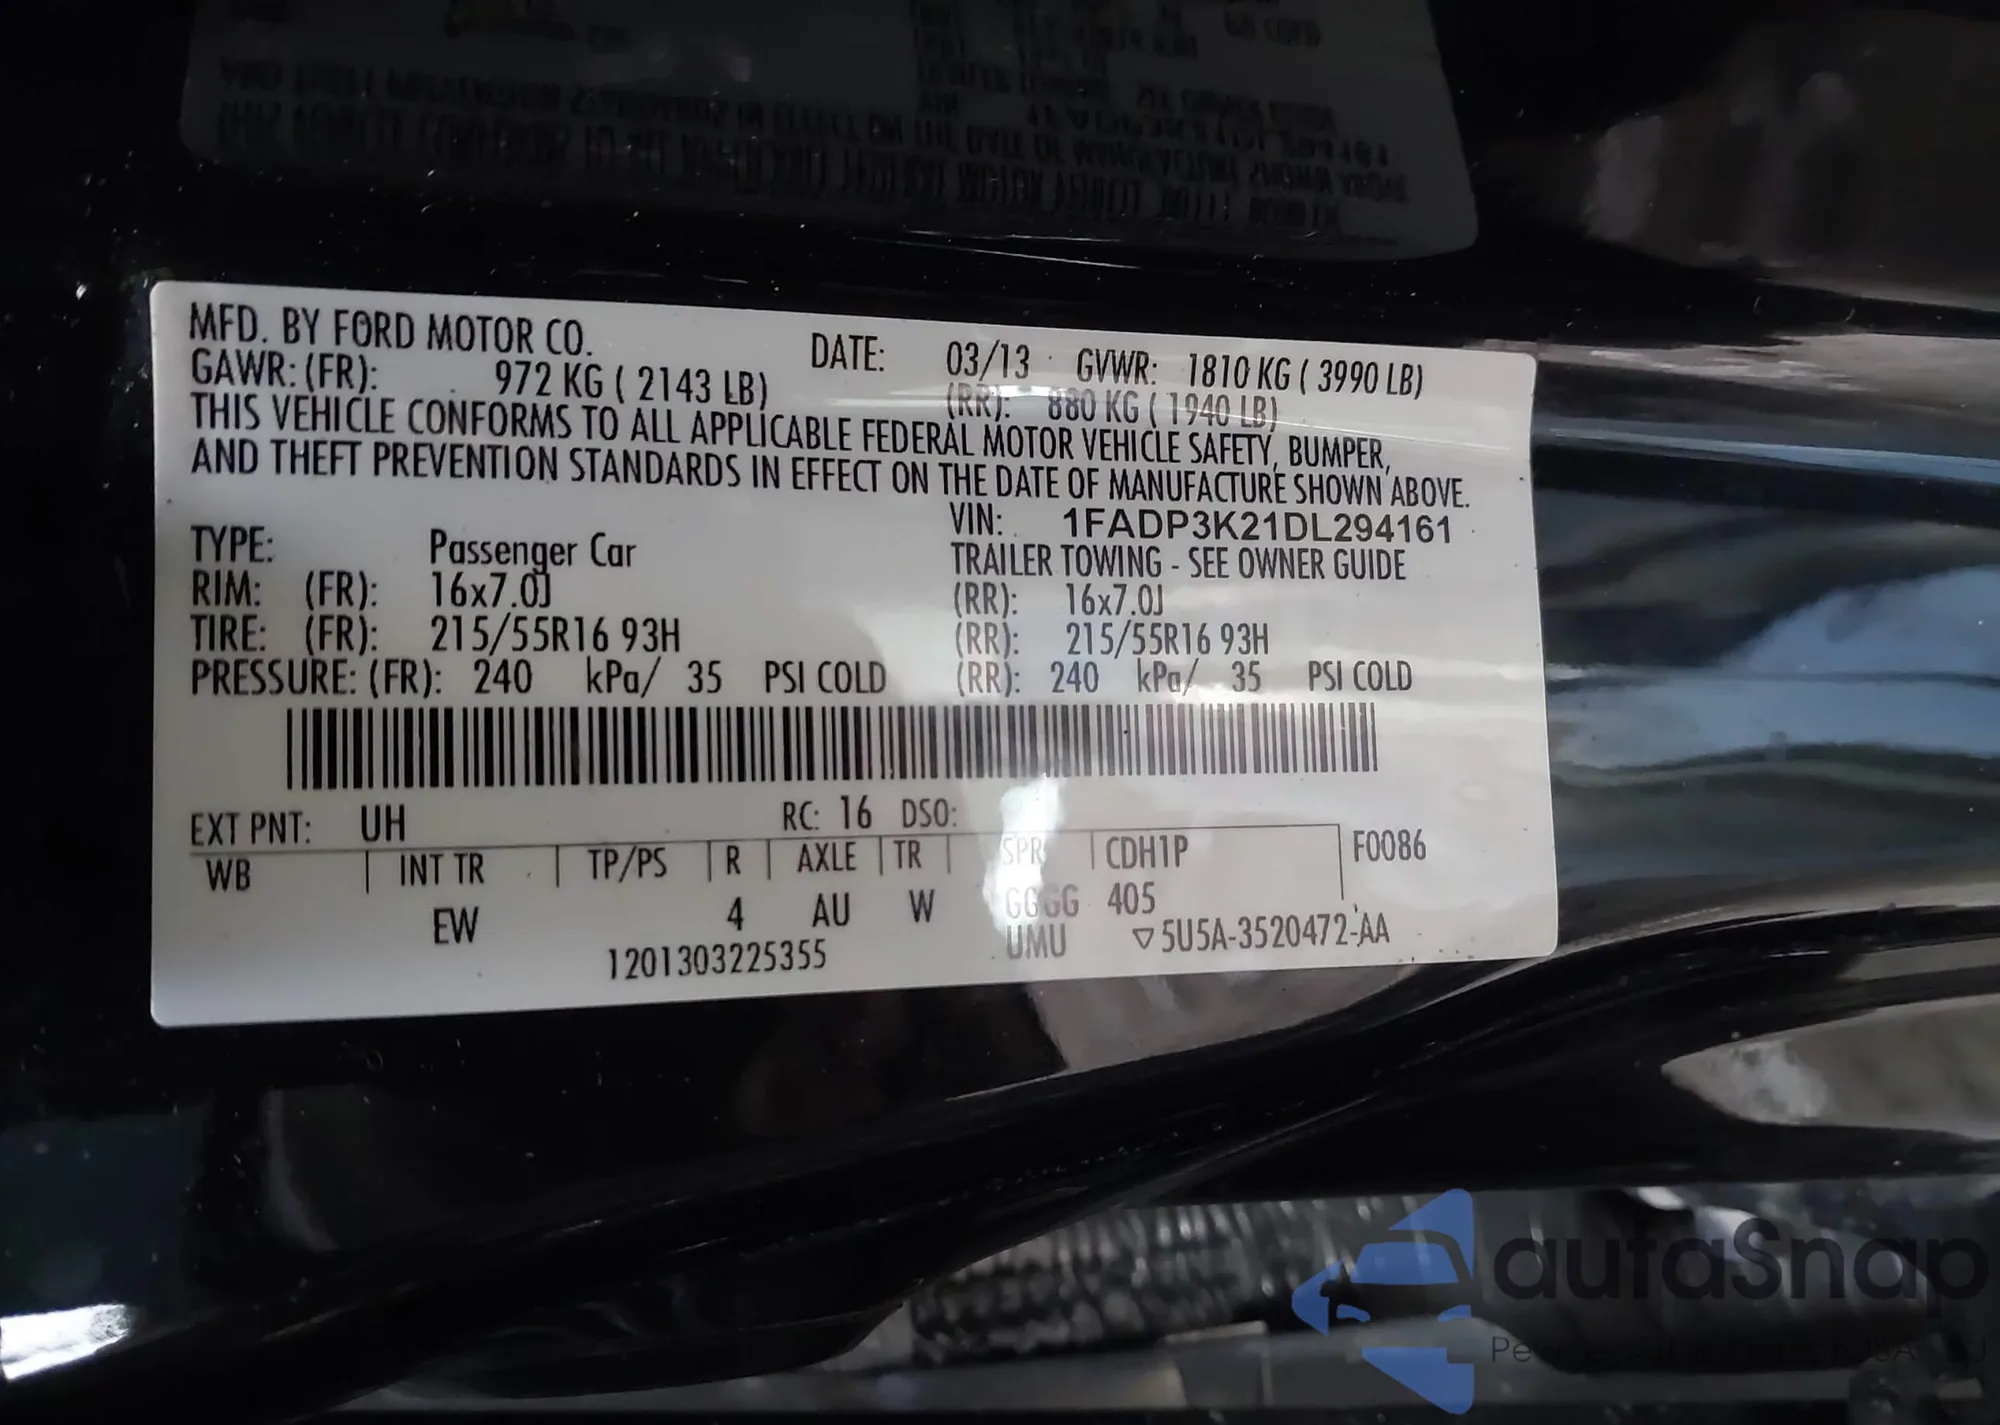 MFD. BY FORD MOTOR CO. DATE: 03/13 GVWR: 1810 KG ( 3990 LB)
GAWR: (FR): 972 KG ( 2143 LB) (RR): 880 KG ( 1940 LB)
THIS VEHICLE CONFORMS TO ALL APPLICABLE FEDERAL MOTOR VEHICLE SAFETY, BUMPER,
AND THEFT PREVENTION STANDARDS IN EFFECT ON THE DATE OF MANUFACTURE SHOWN ABOVE.
VIN: 1FADP3K21DL294161
TYPE: Passenger Car TRAILER TOWING - SEE OWNER GUIDE
RIM: (FR): 16x7.0J (RR): 16x7.0J
TIRE: (FR): 215/55R16 93H (RR): 215/55R16 93H
PRESSURE: (FR): 240 kPa/ 35 PSI COLD (RR): 240 kPa/ 35 PSI COLD
EXT PNT: UH RC: 16 DSO:
WB | INT TR | TP/PS | R | AXLE | TR | SPR | CDH1P F0086
EW 4 AU W GGGG 405
1201303225355 UMU ▽5U5A-3520472-AA
autaSnap